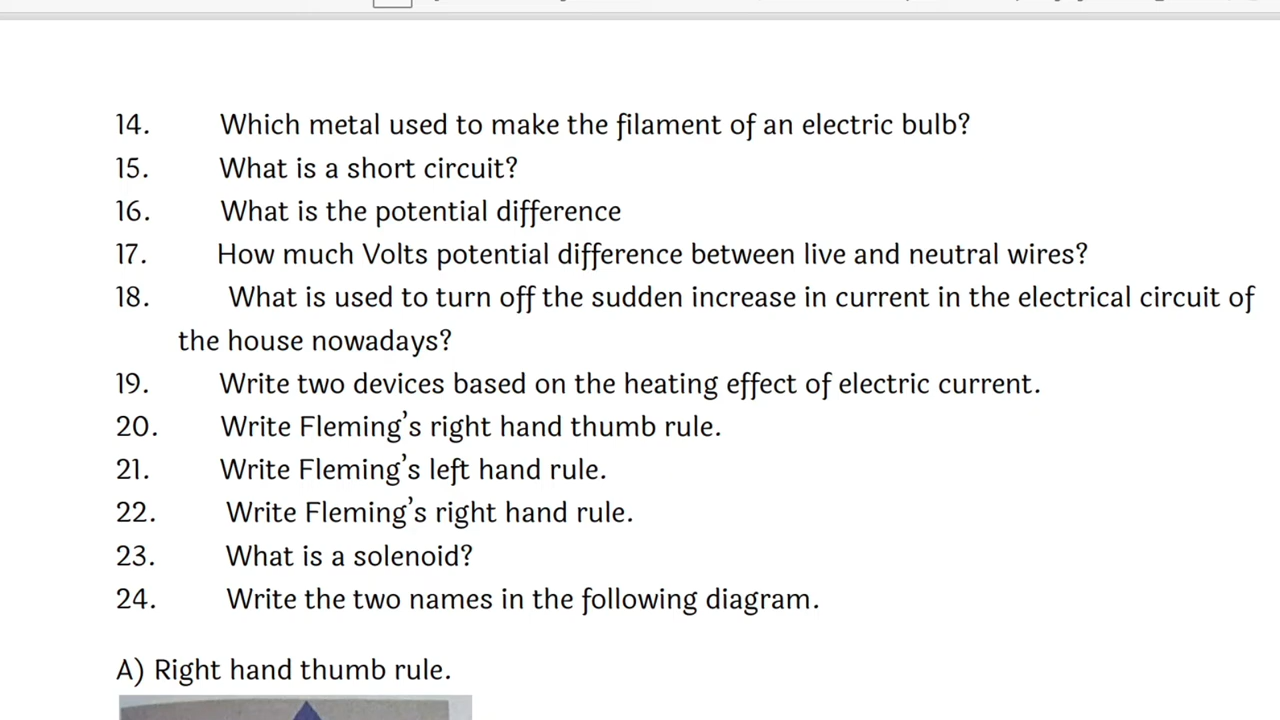 14. Which metal used to make the filament of an electric bulb?
15. What is a short circuit?
16. What is the potential difference
17. How much Volts potential difference between live and neutral wires?
18. What is used to turn off the sudden increase in current in the electrical circuit of
the house nowadays?
19. Write two devices based on the heating effect of electric current.
20. Write Fleming’s right hand thumb rule.
21. Write Fleming’s left hand rule.
22. Write Fleming’s right hand rule.
23. What is a solenoid?
24. Write the two names in the following diagram.
A) Right hand thumb rule.